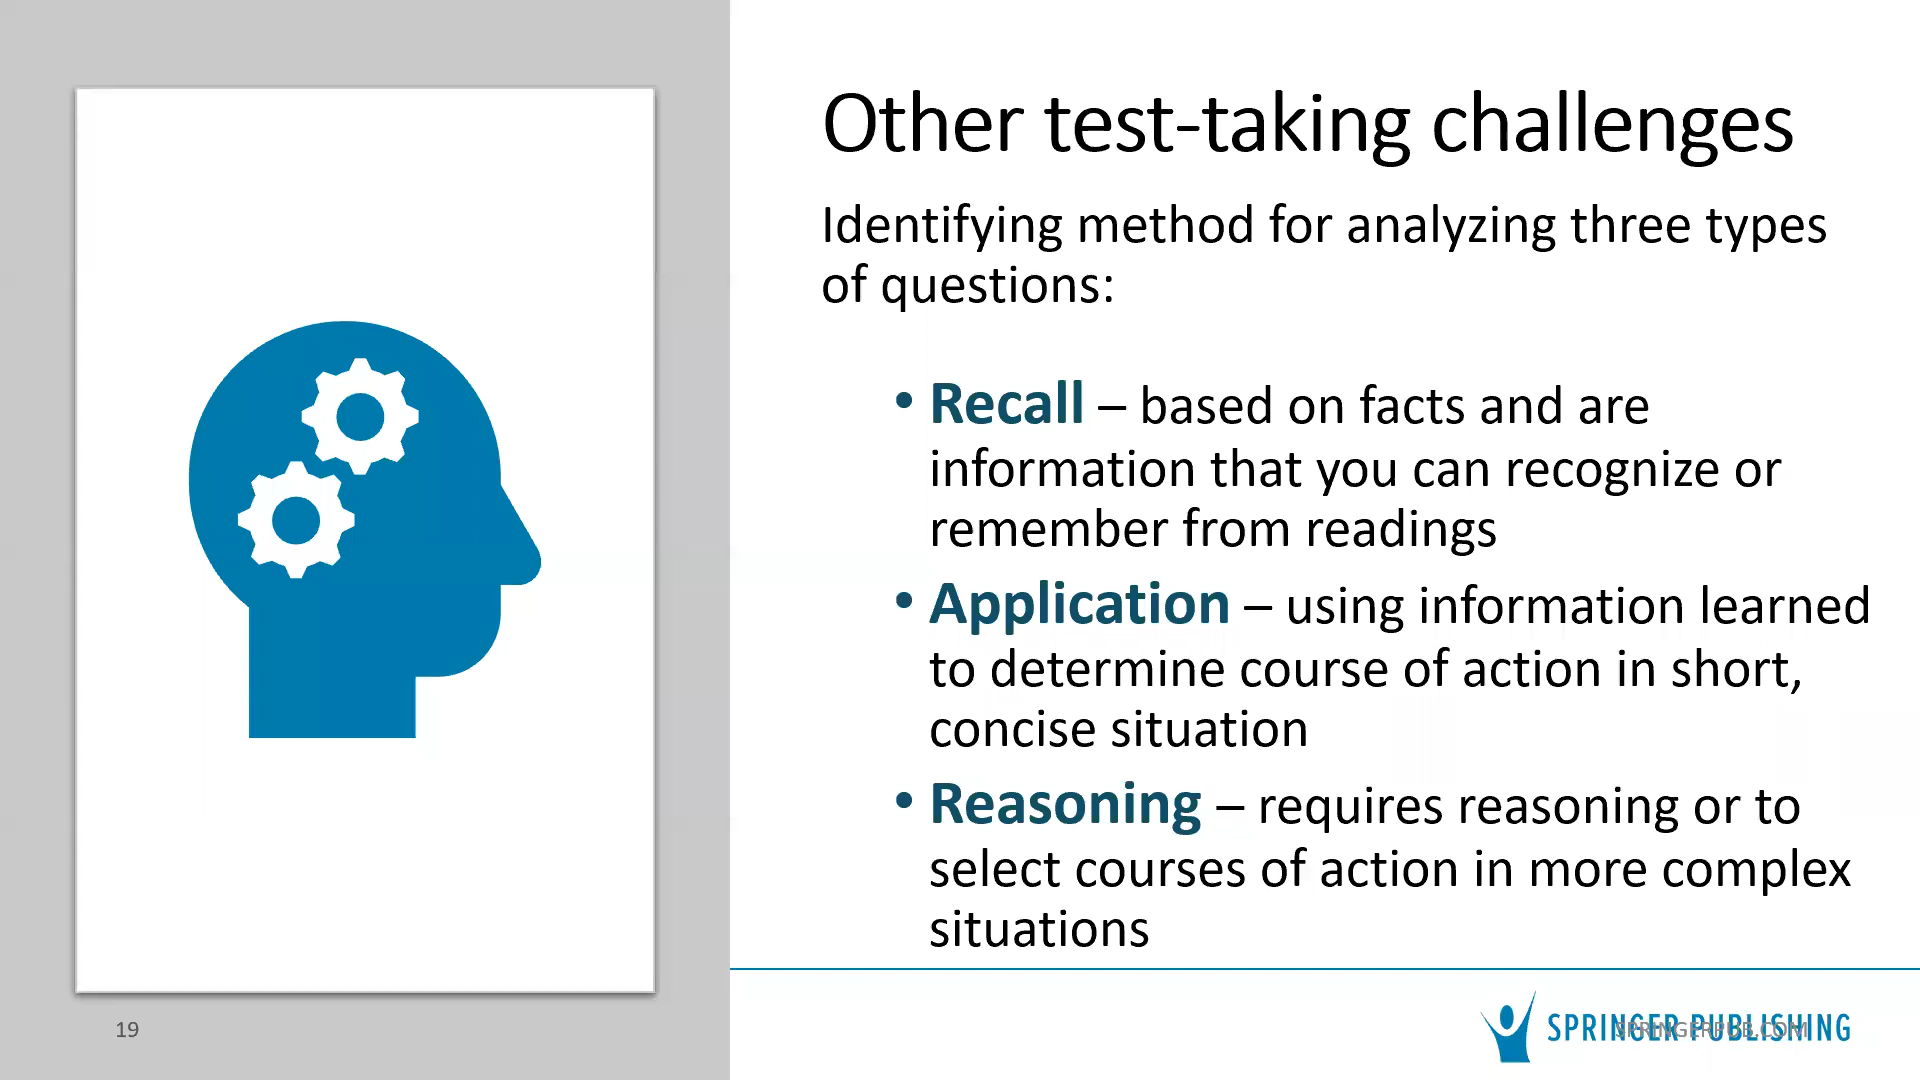 Other test-taking challenges
Identifying method for analyzing three types
of questions:
• Recall – based on facts and are
information that you can recognize or
remember from readings
• Application – using information learned
to determine course of action in short,
concise situation
• Reasoning – requires reasoning or to
select courses of action in more complex
situations
19
SPRINGER PUBLISHING
SPRINGERPUB.COM